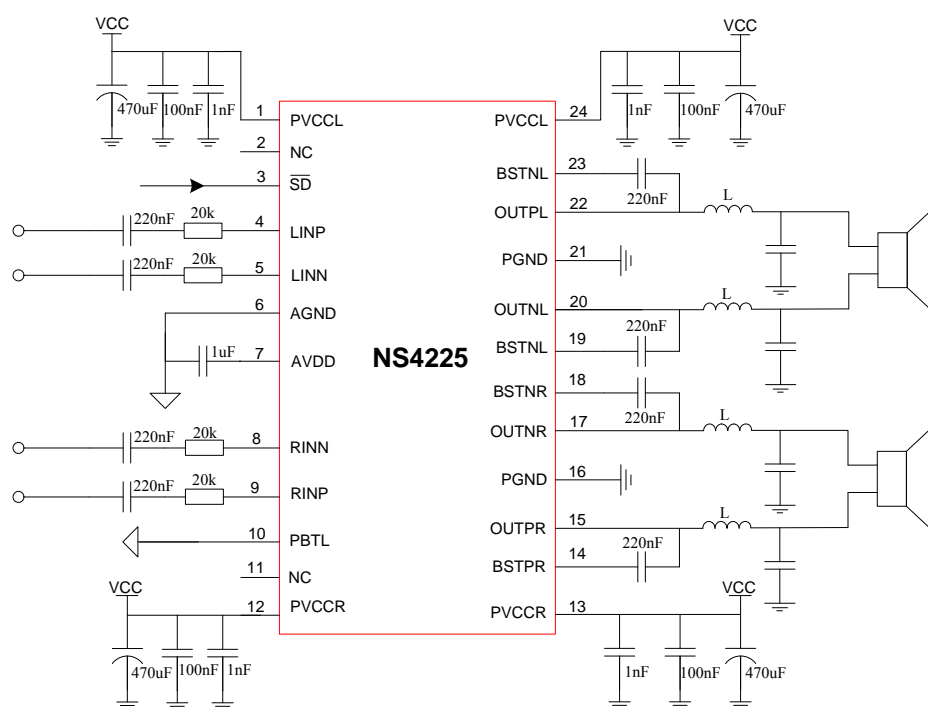 VCC
470uF 100nF 1nF
VCC
1nF 100nF 470uF
1 PVCCL
2 NC
3 SD
220nF 20k 4 LINP
220nF 20k 5 LINN
6 AGND
1uF 7 AVDD
220nF 20k 8 RINN
220nF 20k 9 RINP
10 PBTL
11 NC
12 PVCCR
VCC
470uF 100nF 1nF
NS4225
PVCCL 24
BSTNL 23
220nF
OUTPL 22 L
PGND 21
OUTNL 20 L
220nF
BSTNL 19
BSTNR 18
220nF
OUTNR 17 L
PGND 16
OUTPR 15 L
220nF
BSTPR 14
PVCCR 13
VCC
1nF 100nF 470uF